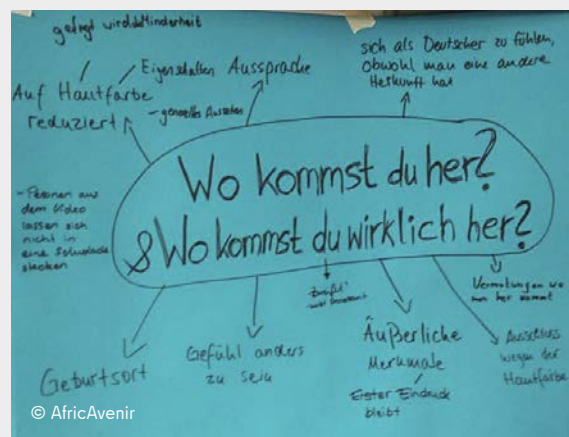 gefragt wird Minderheit
Eigenschaften
Aussprache
Auf Hautfarbe
reduziert
- generelles Aussehen
sich als Deutscher zu fühlen,
obwohl man eine andere
Herkunft hat
Wo kommst du her?
& Wo kommst du wirklich her?
- Personen aus
dem Video
lassen sich
nicht in
eine Schublade
stecken
Geburtsort
Gefühl anders
zu sein
Äußerliche
Merkmale
Erster Eindruck
bleibt
Vermutungen wo
man her kommt
Ausschluss
wegen der
Hautfarbe
© AfricAvenir